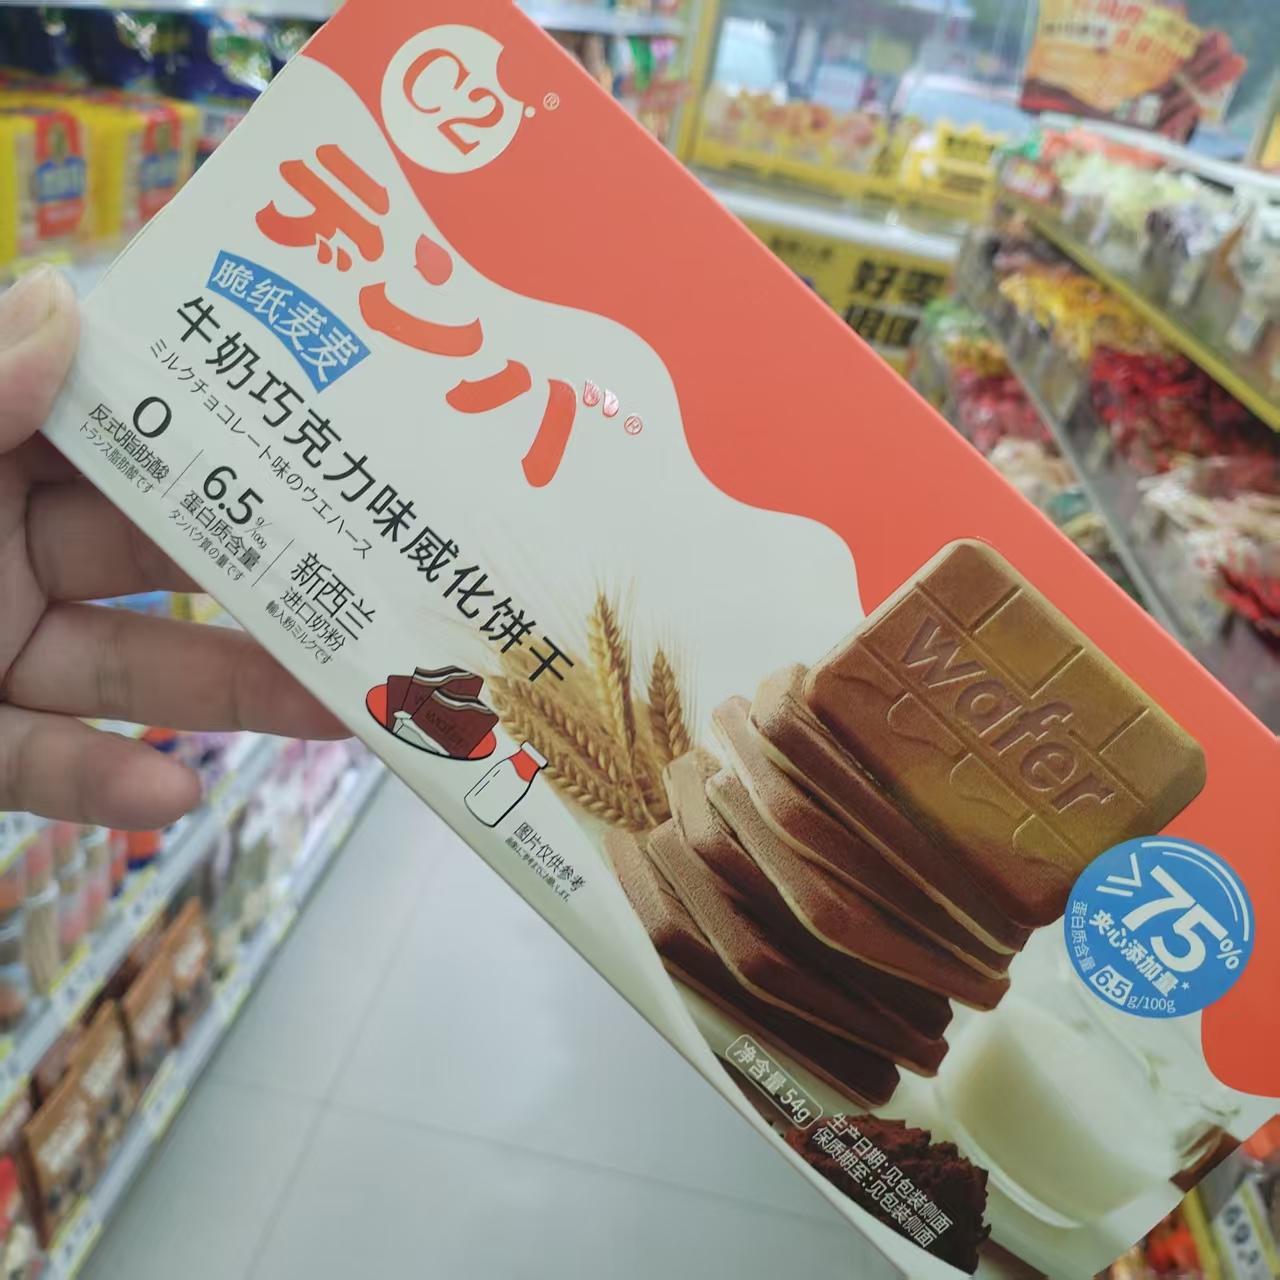 C2
®
デンバ
®
脆纸麦麦
牛奶巧克力味威化饼干
ミルクチョコレート味のウエハース
0
反式脂肪酸
トランス脂肪酸です
6.5g/100g
蛋白质含量
タンパク質の量です
新西兰
进口奶粉
輸入粉ミルクです
wafer
wafer
图片仅供参考
≥75%
夹心添加量*
蛋白质含量 6.5g/100g
净含量 54g
生产日期:见包装侧面
保质期至:见包装侧面
好零